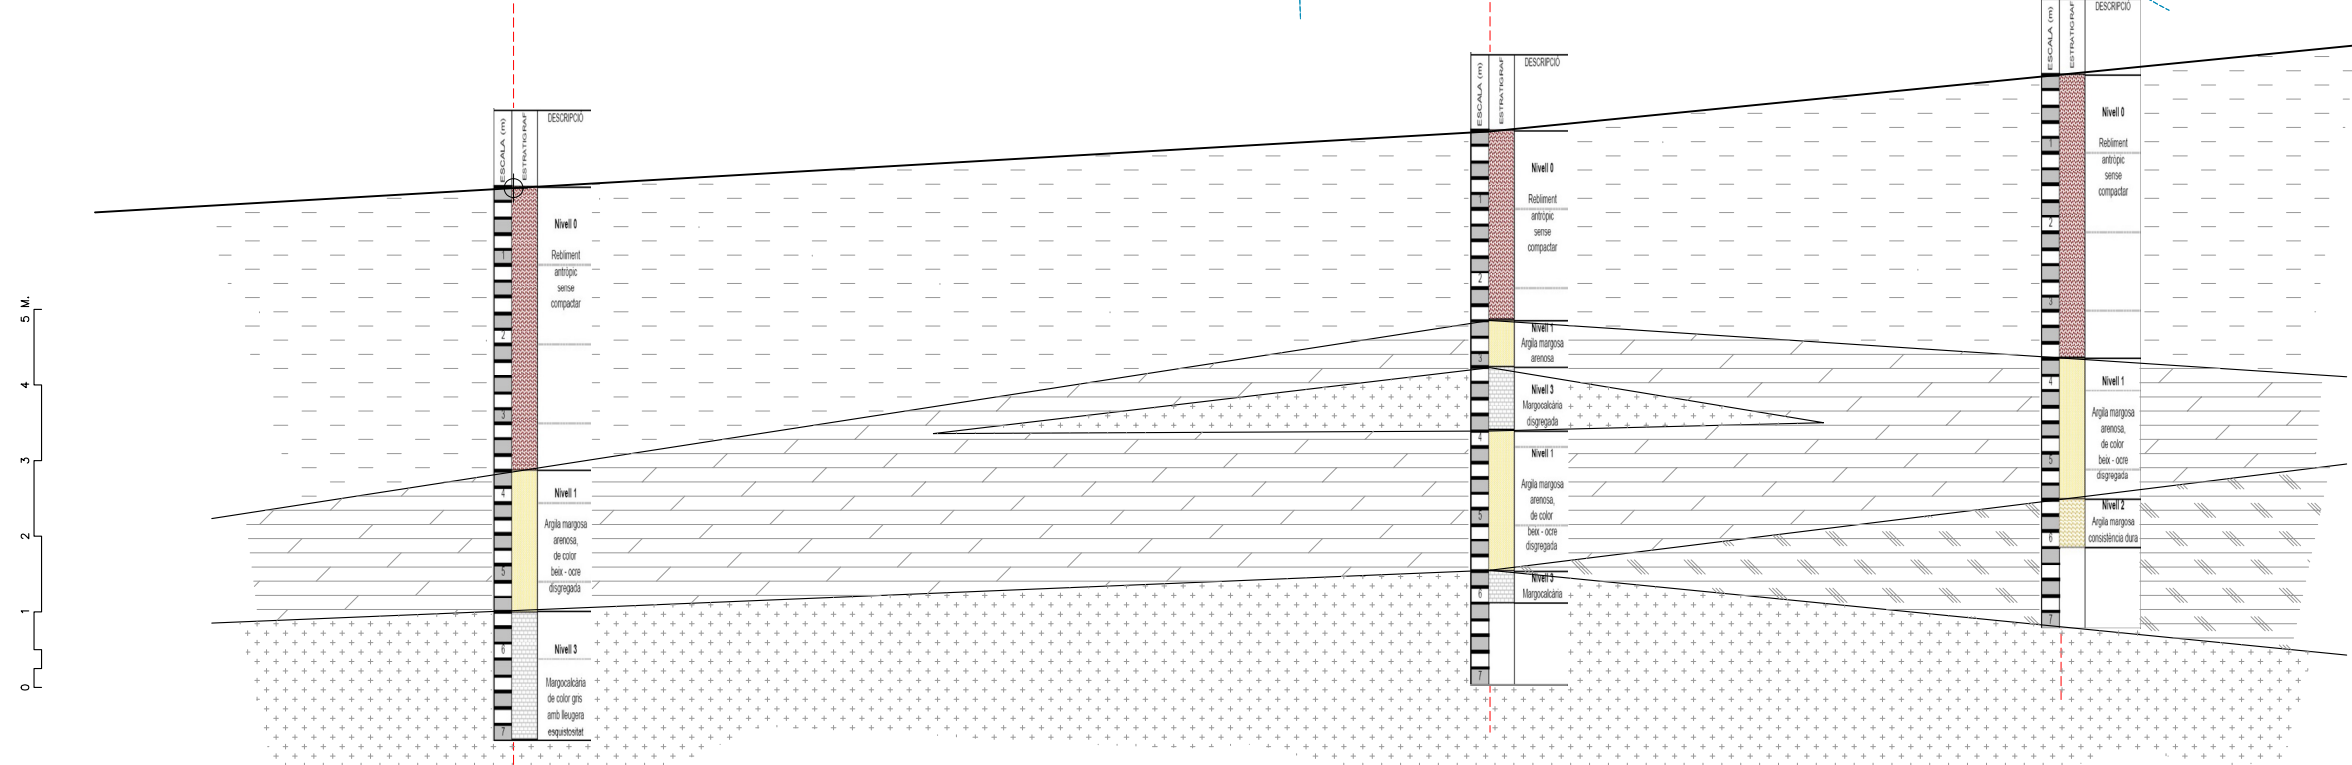 5 M.
4
3
2
1
0
ESCALA (m)
ESTRATIGRAF
DESCRIPCIÓ
Nivell 0
Rebliment
antròpic
sense
compactar
Nivell 1
Argila margosa
arenosa,
de color
beix - ocre
disgregada
Nivell 3
Margocalcària
de color gris
amb lleugera
esquistositat
1
2
3
4
5
6
7
ESCALA (m)
ESTRATIGRAF
DESCRIPCIÓ
Nivell 0
Rebliment
antròpic
sense
compactar
Nivell 1
Argila margosa
arenosa
Nivell 3
Margocalcària
disgregada
Nivell 1
Argila margosa
arenosa,
de color
beix - ocre
disgregada
Nivell 3
Margocalcària
1
2
3
4
5
6
7
ESCALA (m)
ESTRATIGRAF
DESCRIPCIÓ
Nivell 0
Rebliment
antròpic
sense
compactar
Nivell 1
Argila margosa
arenosa,
de color
beix - ocre
disgregada
Nivell 2
Argila margosa
consistència dura
1
2
3
4
5
6
7